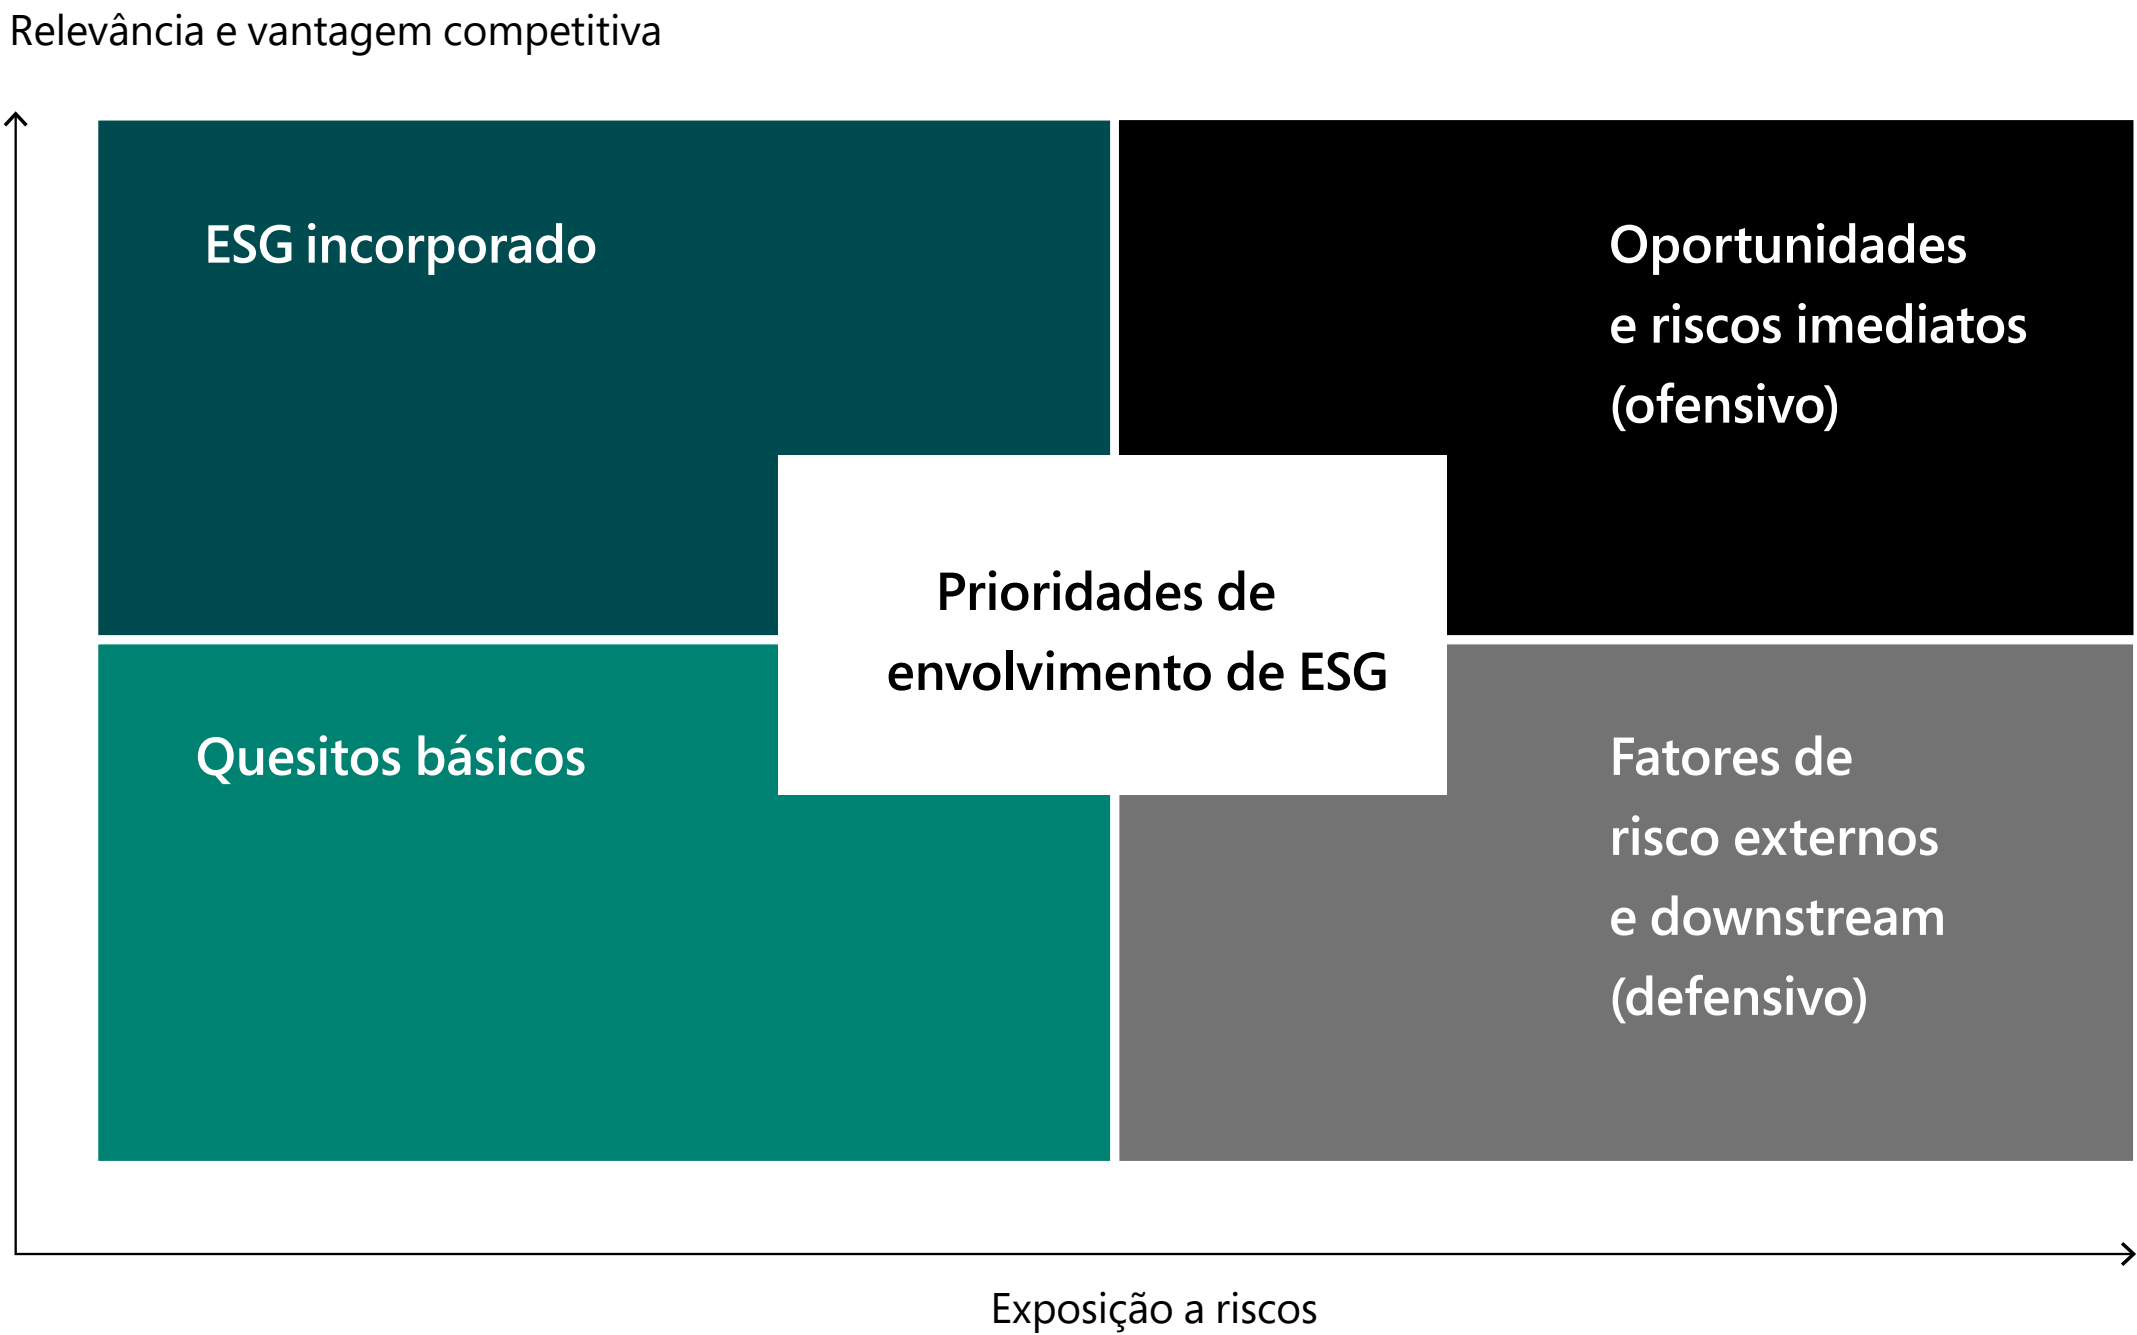 Relevância e vantagem competitiva
ESG incorporado
Oportunidades
e riscos imediatos
(ofensivo)
Prioridades de
envolvimento de ESG
Quesitos básicos
Fatores de
risco externos
e downstream
(defensivo)
Exposição a riscos